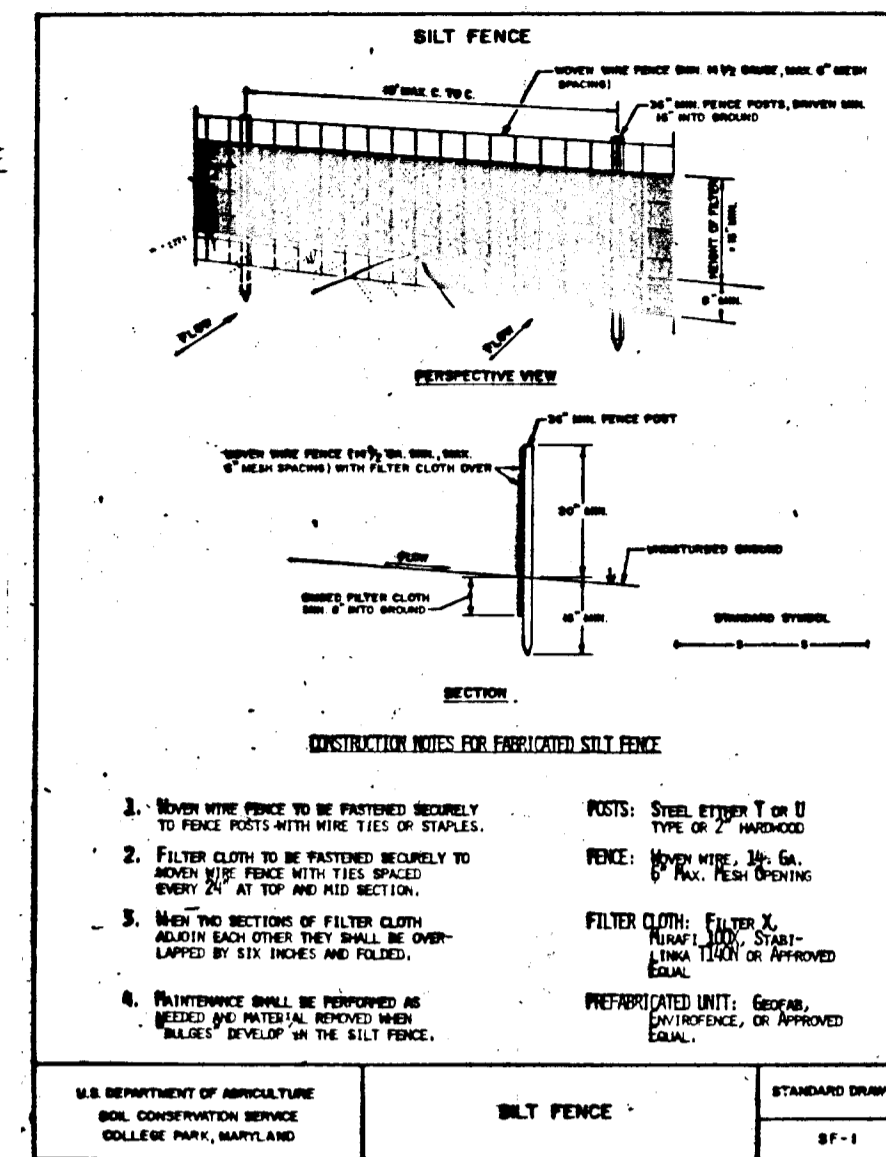 SILT FENCE
WOVEN WIRE FENCE (MIN. 14 1/2 GAUGE, MAX. 6" MESH
SPACING)
10' MAX. C. TO C.
36" MIN. FENCE POSTS, DRIVEN MIN.
16" INTO GROUND
HEIGHT OF FILTER
= 16" MIN.
8" MIN.
FLOW
FLOW
PERSPECTIVE VIEW
36" MIN. FENCE POST
WOVEN WIRE FENCE (14 1/2 GA. MIN., MAX.
6" MESH SPACING) WITH FILTER CLOTH OVER
20" MIN.
FLOW
UNDISTURBED GROUND
EMBED FILTER CLOTH
MIN. 8" INTO GROUND
16" MIN.
STANDARD SYMBOL
S S
SECTION
CONSTRUCTION NOTES FOR FABRICATED SILT FENCE
1. WOVEN WIRE FENCE TO BE FASTENED SECURELY
TO FENCE POSTS WITH WIRE TIES OR STAPLES.
2. FILTER CLOTH TO BE FASTENED SECURELY TO
WOVEN WIRE FENCE WITH TIES SPACED
EVERY 24" AT TOP AND MID SECTION.
3. WHEN TWO SECTIONS OF FILTER CLOTH
ADJOIN EACH OTHER THEY SHALL BE OVER-
LAPPED BY SIX INCHES AND FOLDED.
4. MAINTENANCE SHALL BE PERFORMED AS
NEEDED AND MATERIAL REMOVED WHEN
"BULGES" DEVELOP IN THE SILT FENCE.
POSTS: STEEL EITHER T OR U
TYPE OR 2" HARDWOOD
FENCE: WOVEN WIRE, 14. GA.
6" MAX. MESH OPENING
FILTER CLOTH: FILTER X,
MIRAFI 100X, STABI-
LINKA T140N OR APPROVED
EQUAL
PREFABRICATED UNIT: GEOFAB,
ENVIROFENCE, OR APPROVED
EQUAL.
U.S. DEPARTMENT OF AGRICULTURE
SOIL CONSERVATION SERVICE
COLLEGE PARK, MARYLAND
SILT FENCE
STANDARD DRAW
SF-1